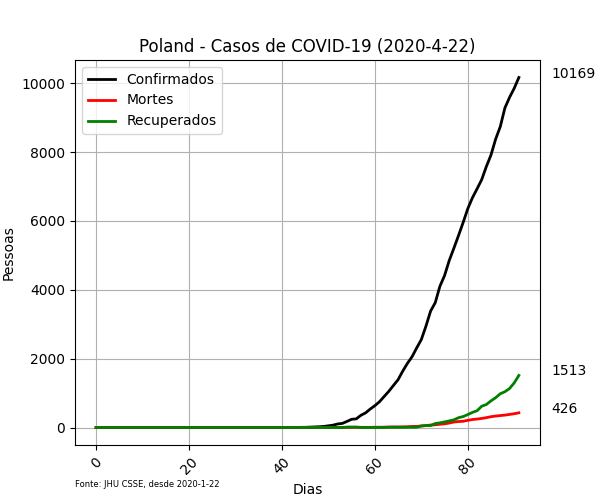 Poland - Casos de COVID-19 (2020-4-22)
Confirmados
Mortes
Recuperados
10169
1513
426
10000
8000
6000
4000
2000
0
Pessoas
0
20
40
60
80
Dias
Fonte: JHU CSSE, desde 2020-1-22